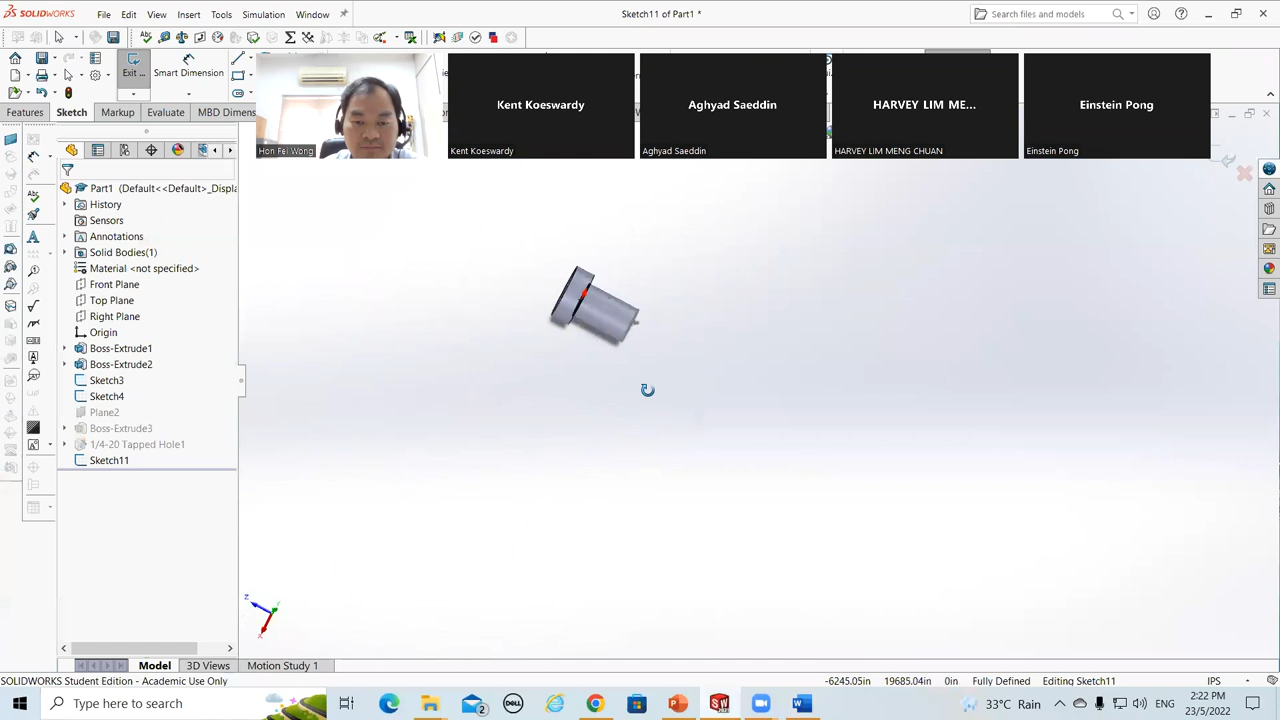 SOLIDWORKS
File
Edit
View
Insert
Tools
Simulation
Window
Sketch11 of Part1 *
Search files and models
Exit ...
Smart Dimension
Features
Sketch
Markup
Evaluate
MBD Dimen
Hon Fei Wong
Kent Koeswardy
Kent Koeswardy
Aghyad Saeddin
Aghyad Saeddin
HARVEY LIM ME...
HARVEY LIM MENG CHUAN
Einstein Pong
Einstein Pong
Part1 (Default<<Default>_Displa
History
Sensors
Annotations
Solid Bodies(1)
Material <not specified>
Front Plane
Top Plane
Right Plane
Origin
Boss-Extrude1
Boss-Extrude2
Sketch3
Sketch4
Plane2
Boss-Extrude3
1/4-20 Tapped Hole1
Sketch11
Model
3D Views
Motion Study 1
SOLIDWORKS Student Edition - Academic Use Only
-6245.05in
19685.04in
0in
Fully Defined
Editing Sketch11
IPS
Type here to search
2
33°C Rain
ENG
2:22 PM
23/5/2022